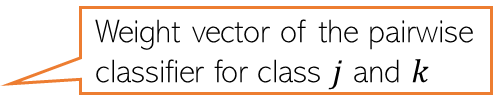 Weight vector of the pairwise
classifier for class j and k